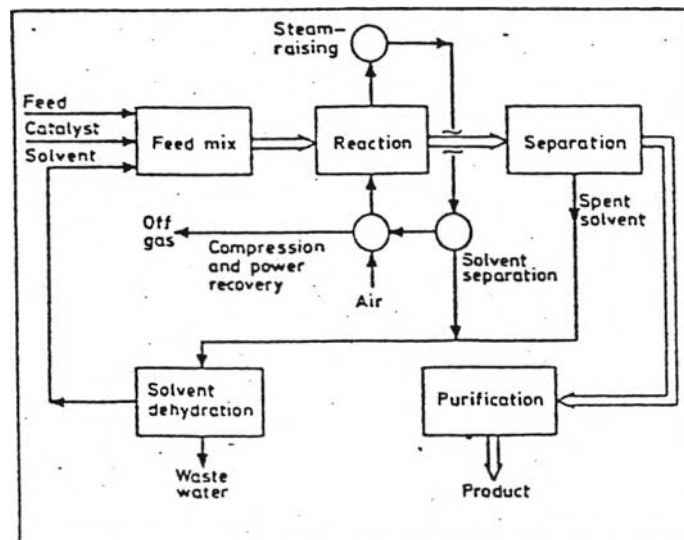 Steam-
raising
Feed
Catalyst
Solvent
Feed mix
Reaction
Separation
Spent
solvent
Off
gas
Compression
and power
recovery
Air
Solvent
separation
Solvent
dehydration
Purification
Waste
water
Product